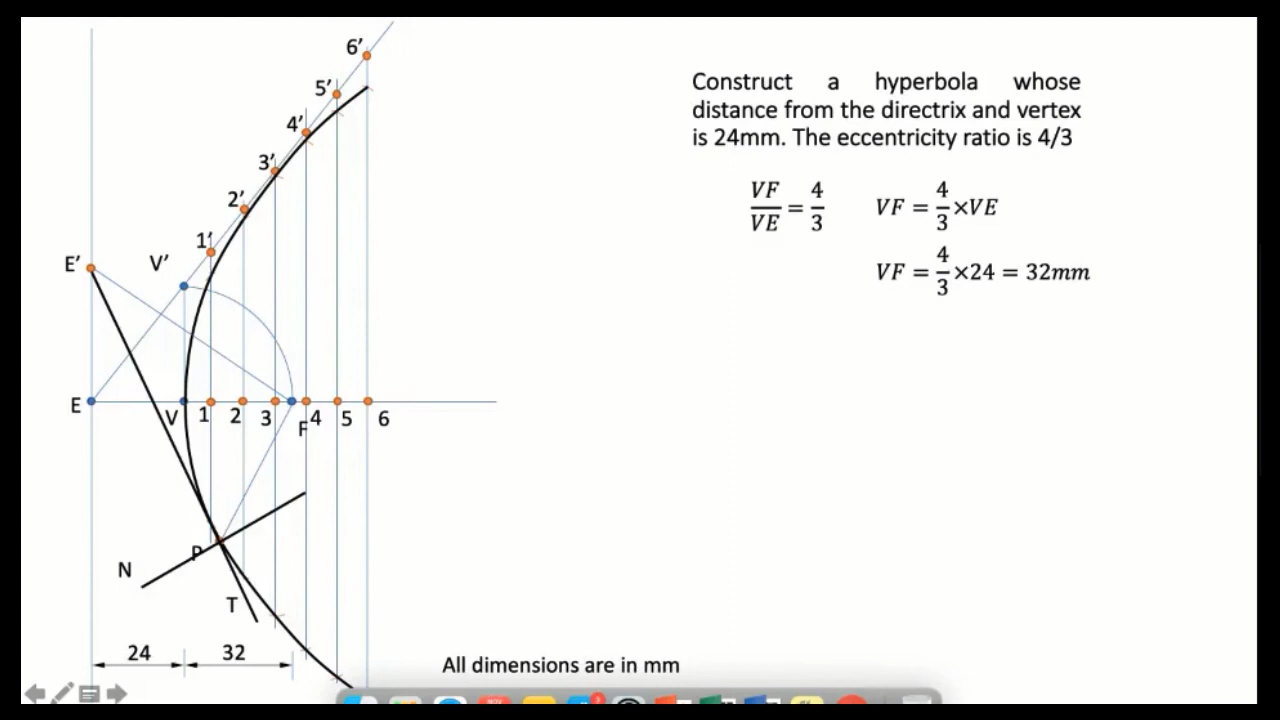 Construct a hyperbola whose
distance from the directrix and vertex
is 24mm. The eccentricity ratio is 4/3
VF/VE = 4/3
VF = 4/3 ×VE
VF = 4/3 ×24 = 32mm
6′
5′
4′
3′
2′
1′
V′
E′
E
V
1
2
3
F
4
5
6
P
N
T
24
32
All dimensions are in mm